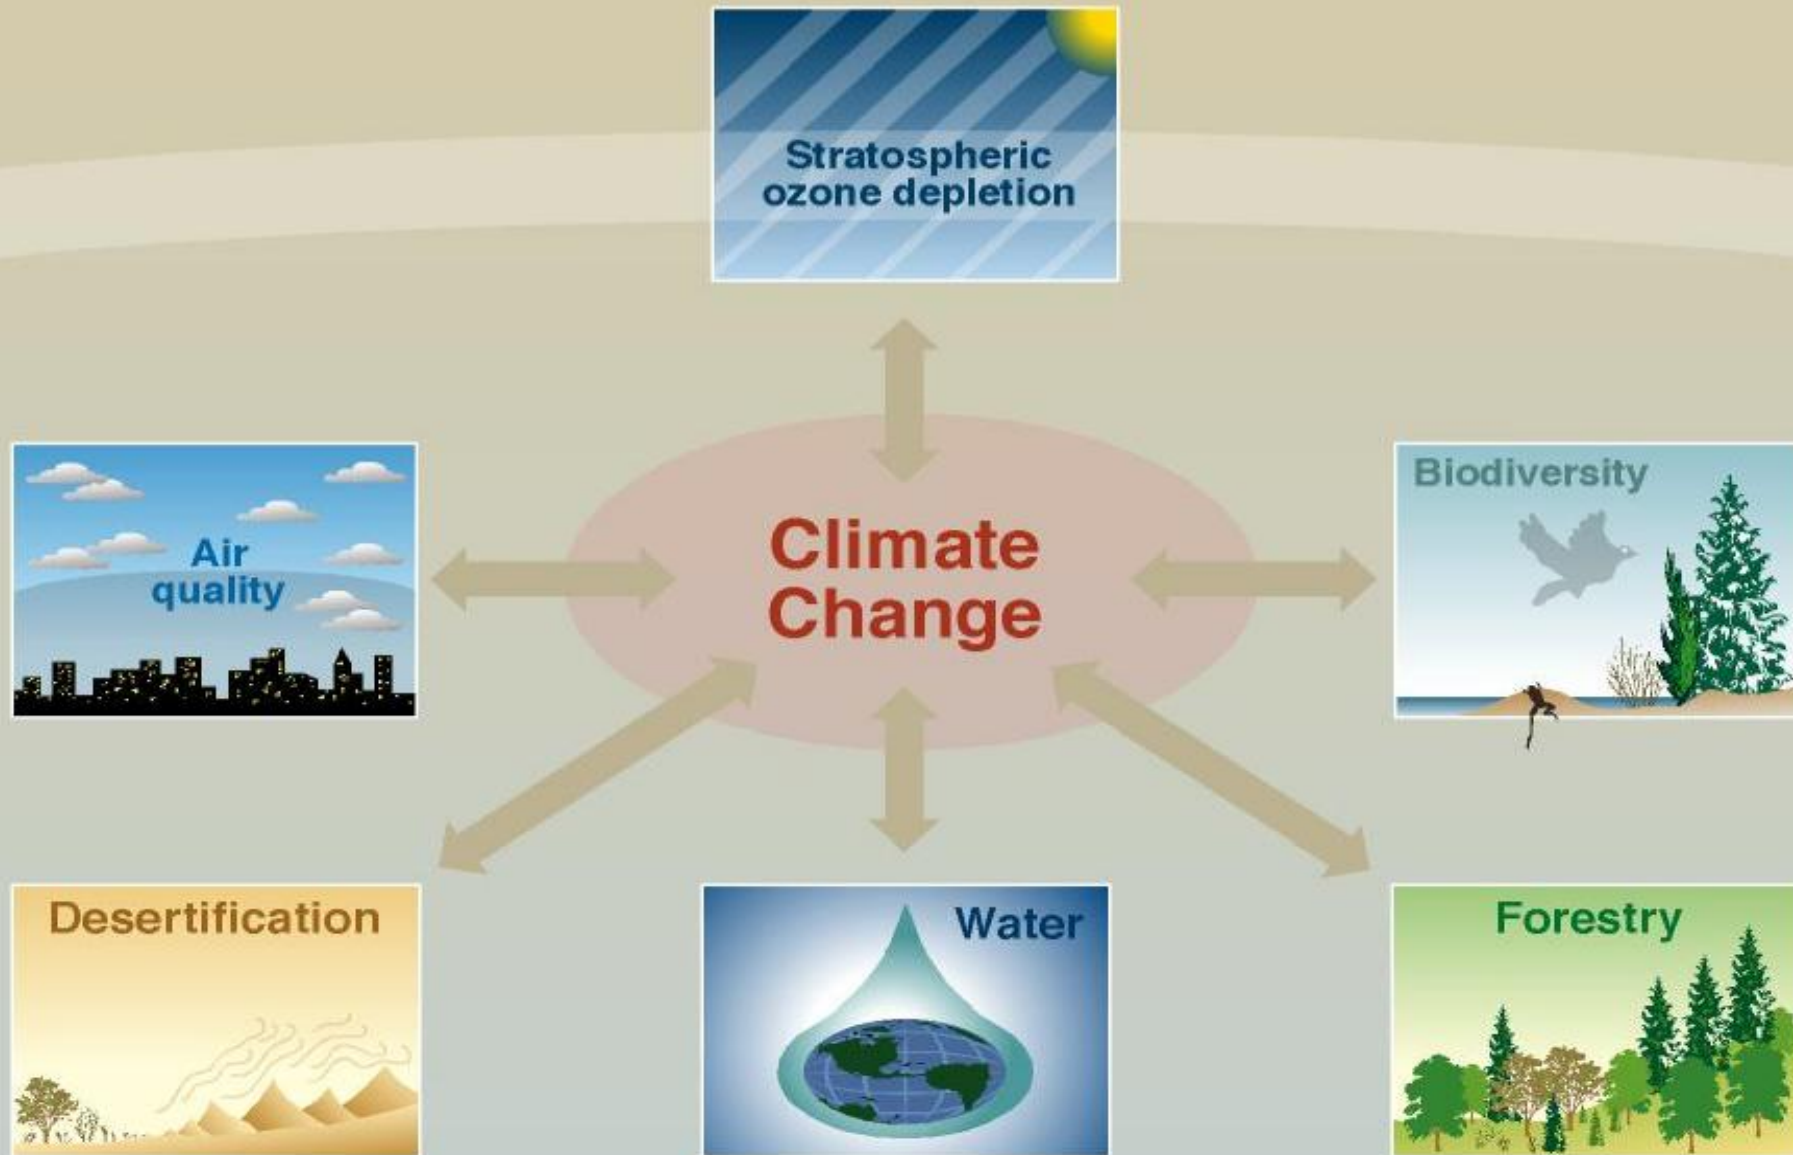 Stratospheric
ozone depletion
Air
quality
Climate
Change
Biodiversity
Desertification
Water
Forestry